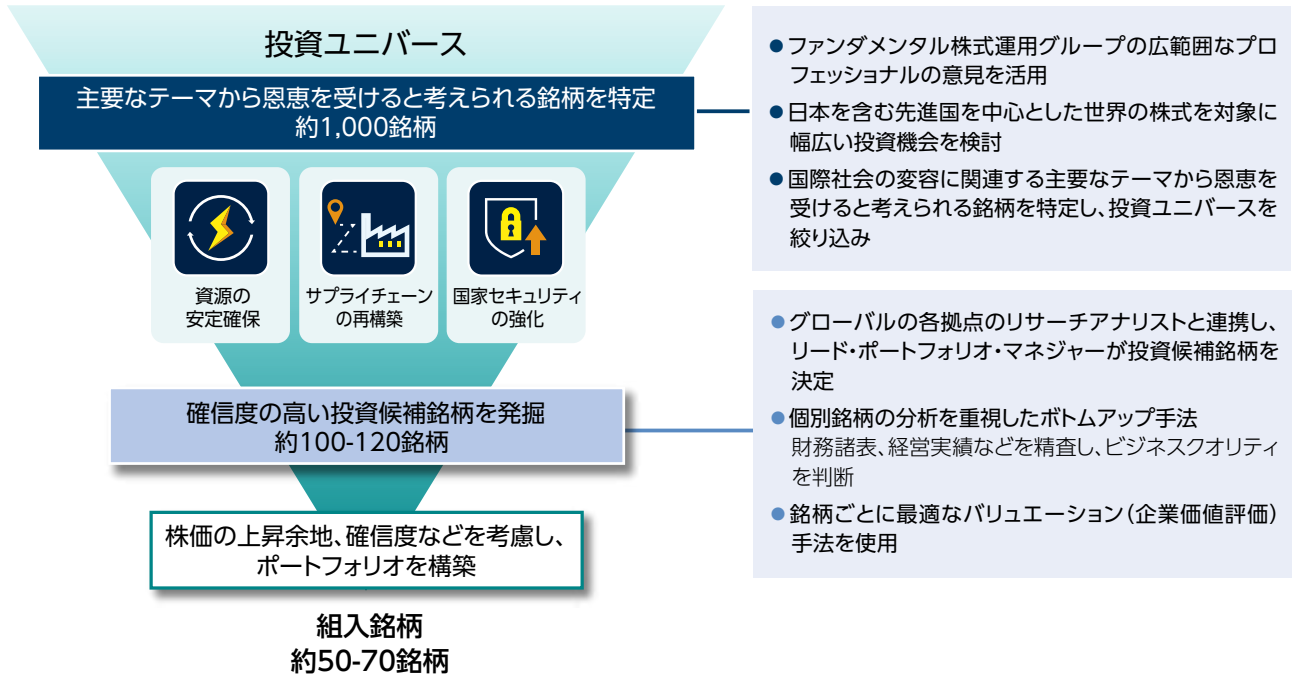 投資ユニバース
主要なテーマから恩恵を受けると考えられる銘柄を特定
約1,000銘柄
資源の
安定確保
サプライチェーン
の再構築
国家セキュリティ
の強化
確信度の高い投資候補銘柄を発掘
約100-120銘柄
株価の上昇余地、確信度などを考慮し、
ポートフォリオを構築
組入銘柄
約50-70銘柄
●ファンダメンタル株式運用グループの広範囲なプロ
フェッショナルの意見を活用
●日本を含む先進国を中心とした世界の株式を対象に
幅広い投資機会を検討
●国際社会の変容に関連する主要なテーマから恩恵を
受けると考えられる銘柄を特定し、投資ユニバースを
絞り込み
●グローバルの各拠点のリサーチアナリストと連携し、
リード・ポートフォリオ・マネジャーが投資候補銘柄を
決定
●個別銘柄の分析を重視したボトムアップ手法
財務諸表、経営実績などを精査し、ビジネスクオリティ
を判断
●銘柄ごとに最適なバリュエーション（企業価値評価）
手法を使用